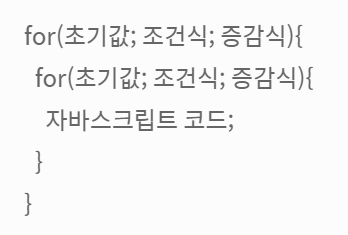 for(초기값; 조건식; 증감식){
  for(초기값; 조건식; 증감식){
    자바스크립트 코드;
  }
}